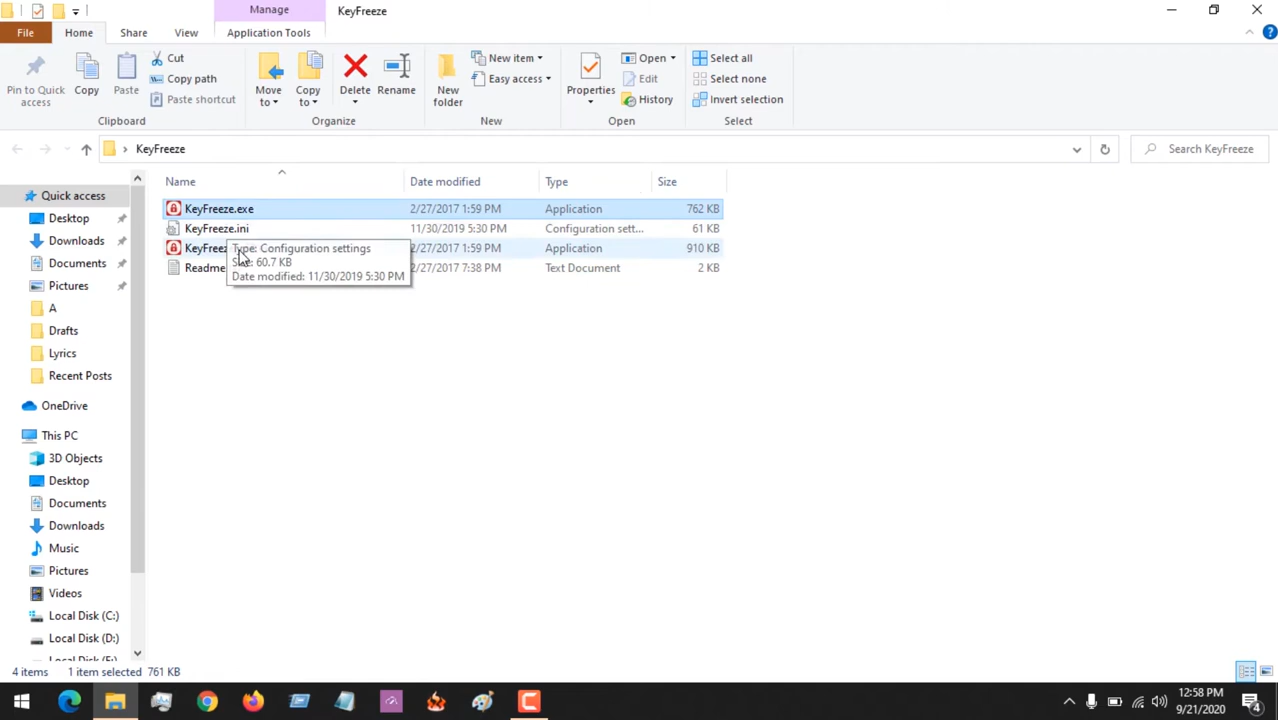 Manage
KeyFreeze
File
Home
Share
View
Application Tools
Pin to Quick access
Copy
Paste
Cut
Copy path
Paste shortcut
Clipboard
Move to
Copy to
Delete
Rename
Organize
New folder
New item
Easy access
New
Properties
Open
Edit
History
Open
Select all
Select none
Invert selection
Select
KeyFreeze
Search KeyFreeze
Name
Date modified
Type
Size
KeyFreeze.exe 2/27/2017 1:59 PM Application 762 KB
KeyFreeze.ini 11/30/2019 5:30 PM Configuration sett... 61 KB
2/27/2017 1:59 PM Application 910 KB
Readme 2/27/2017 7:38 PM Text Document 2 KB
Type: Configuration settings
60.7 KB
Date modified: 11/30/2019 5:30 PM
Quick access
Desktop
Downloads
Documents
Pictures
A
Drafts
Lyrics
Recent Posts
OneDrive
This PC
3D Objects
Desktop
Documents
Downloads
Music
Pictures
Videos
Local Disk (C:)
Local Disk (D:)
4 items
1 item selected 761 KB
12:58 PM
9/21/2020
4